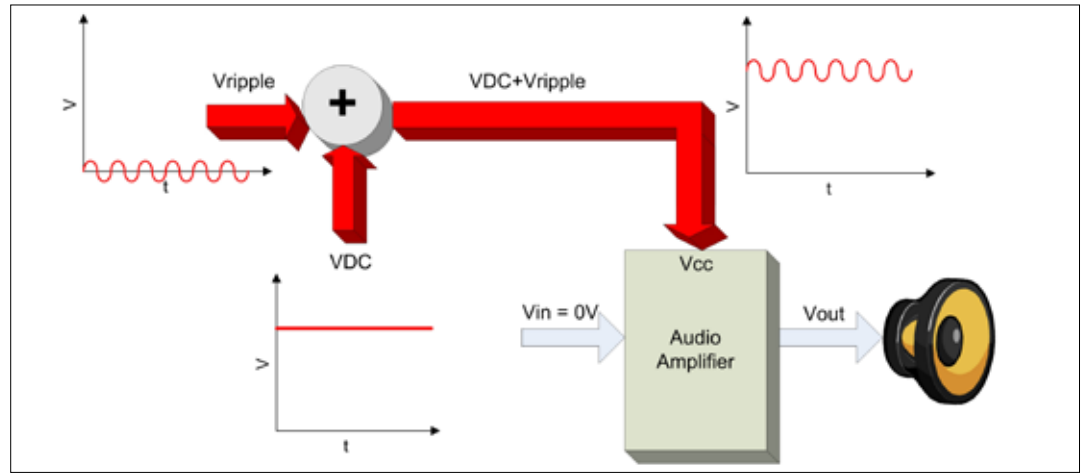 V
t
Vripple
+
VDC+Vripple
V
t
VDC
V
t
Vcc
Vin = 0V
Audio
Amplifier
Vout